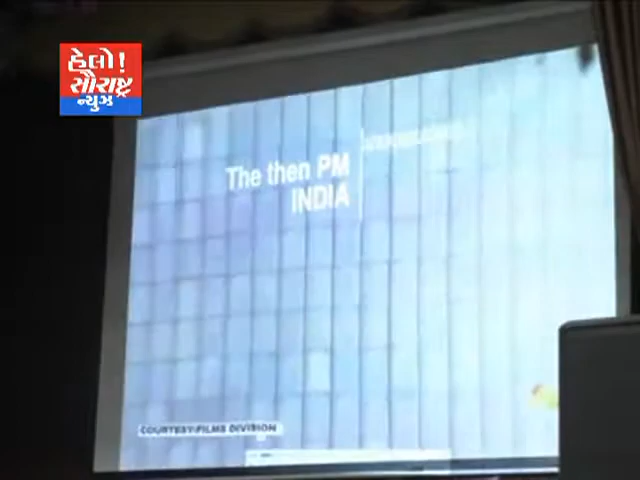 હેલો!
સૌરાષ્ટ્ર
ન્યુઝ
The then PM
INDIA
COURTESY:FILMS DIVISION